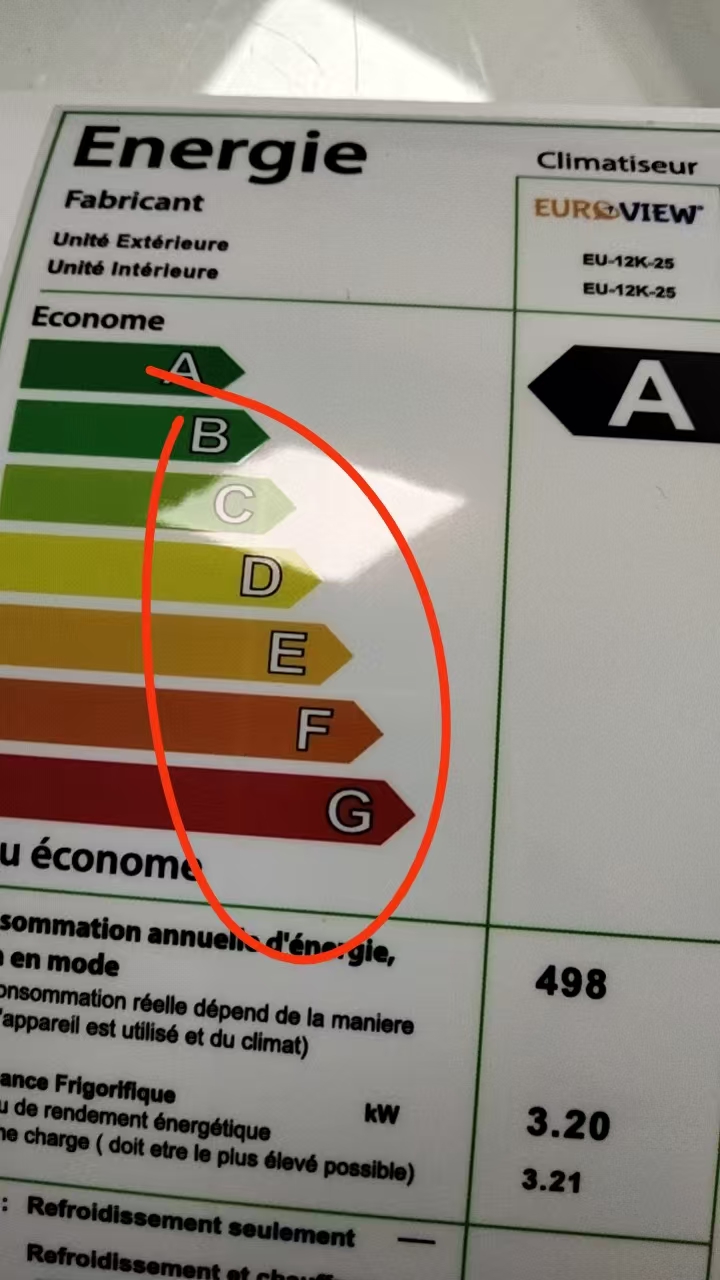 Energie
Climatiseur
Fabricant
EUROVIEW
Unité Extérieure
EU-12K-25
Unité Intérieure
EU-12K-25
Econome
A
A
B
C
D
E
F
G
u économe
sommation annuelle d'énergie,
en mode
498
onsommation réelle dépend de la maniere
'appareil est utilisé et du climat)
ance Frigorifique
kW
3.20
u de rendement énergétique
ne charge ( doit etre le plus élevé possible)
3.21
: Refroidissement seulement —
Refroidissement et